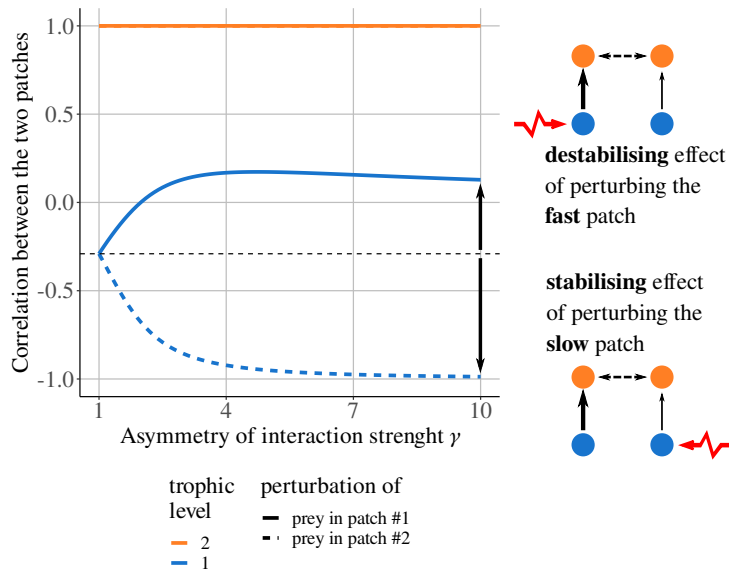 Correlation between the two patches
1.0
0.5
0.0
-0.5
-1.0
1
4
7
10
Asymmetry of interaction strenght γ
destabilising effect
of perturbing the
fast patch
stabilising effect
of perturbing the
slow patch
trophic
level
2
1
perturbation of
prey in patch #1
prey in patch #2